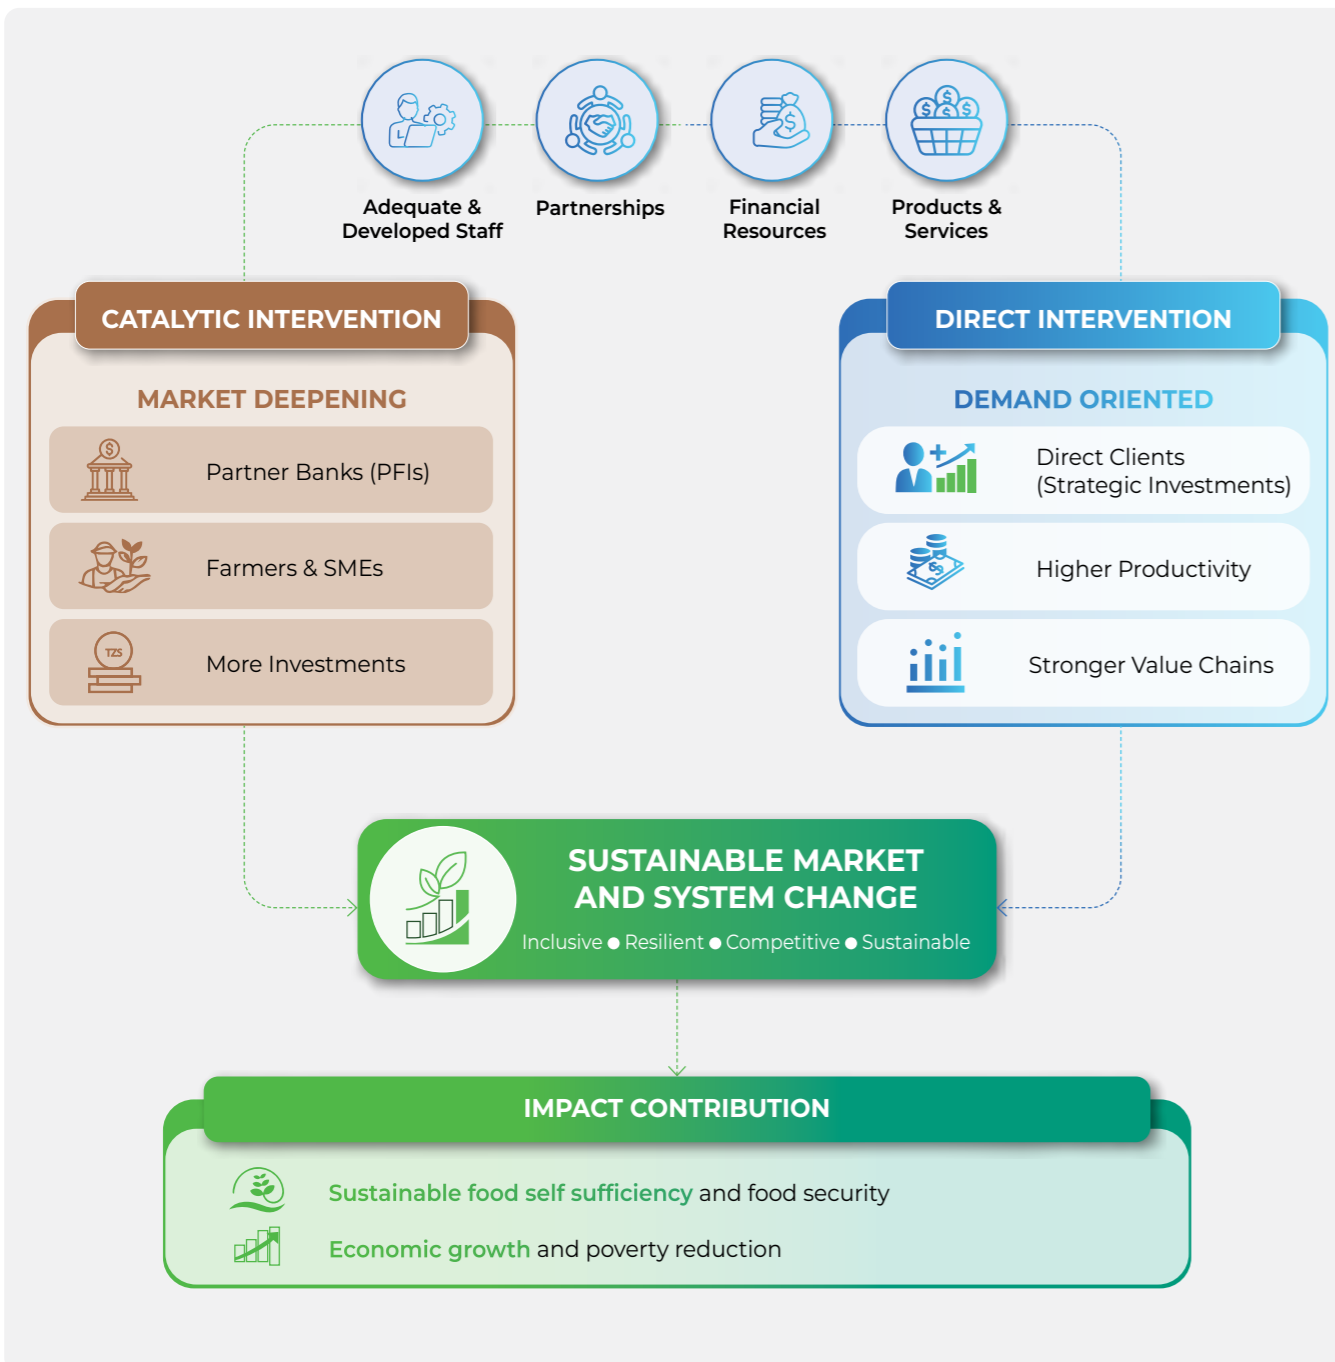 Adequate &
Developed Staff
Partnerships
Financial
Resources
Products &
Services
CATALYTIC INTERVENTION
MARKET DEEPENING
Partner Banks (PFIs)
Farmers & SMEs
TZS
More Investments
DIRECT INTERVENTION
DEMAND ORIENTED
Direct Clients
(Strategic Investments)
Higher Productivity
Stronger Value Chains
SUSTAINABLE MARKET
AND SYSTEM CHANGE
Inclusive ● Resilient ● Competitive ● Sustainable
IMPACT CONTRIBUTION
Sustainable food self sufficiency and food security
Economic growth and poverty reduction